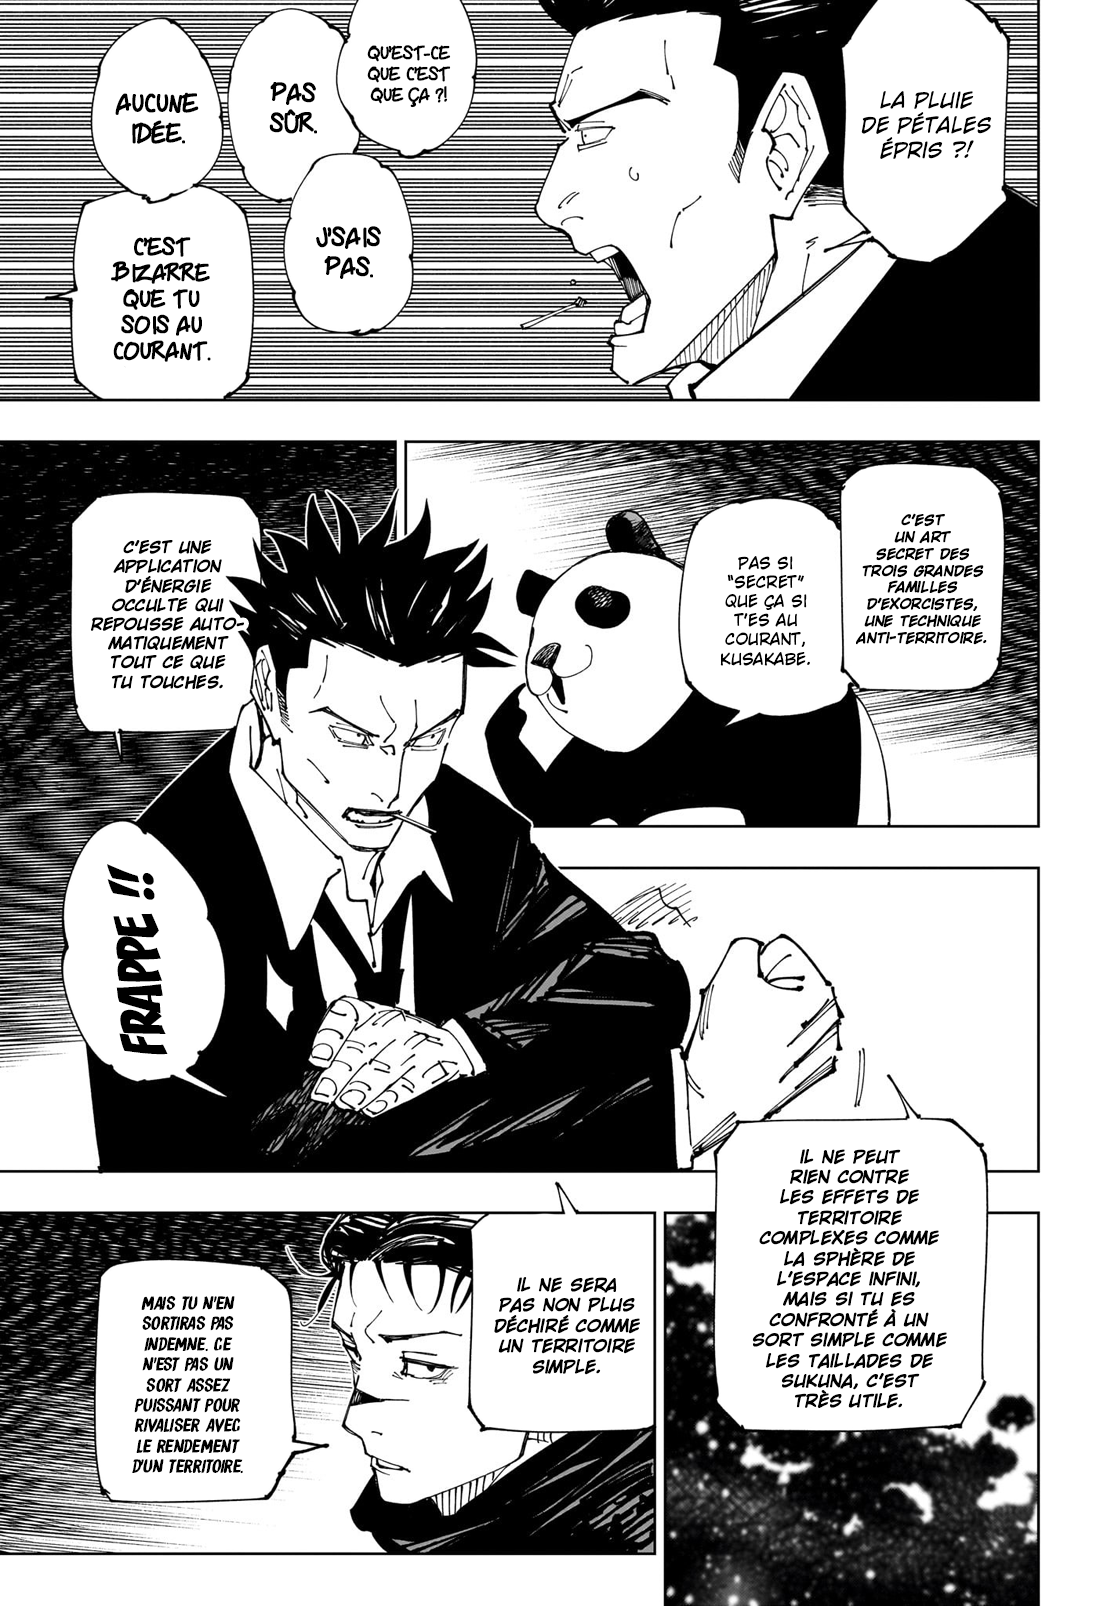 LA PLUIE
DE PÉTALES
ÉPRIS ?!
QU'EST-CE
QUE C'EST
QUE ÇA ?!
PAS
SÛR.
AUCUNE
IDÉE.
J'SAIS
PAS.
C'EST
BIZARRE
QUE TU
SOIS AU
COURANT.
C'EST
UN ART
SECRET DES
TROIS GRANDES
FAMILLES
D'EXORCISTES,
UNE TECHNIQUE
ANTI-TERRITOIRE.
PAS SI
"SECRET"
QUE ÇA SI
T'ES AU
COURANT,
KUSAKABE.
C'EST UNE
APPLICATION
D'ÉNERGIE
OCCULTE QUI
REPOUSSE AUTO-
MATIQUEMENT
TOUT CE QUE
TU TOUCHES.
FRAPPE !!
IL NE PEUT
RIEN CONTRE
LES EFFETS DE
TERRITOIRE
COMPLEXES COMME
LA SPHÈRE DE
L'ESPACE INFINI,
MAIS SI TU ES
CONFRONTÉ À UN
SORT SIMPLE COMME
LES TAILLADES DE
SUKUNA, C'EST
TRÈS UTILE.
IL NE SERA
PAS NON PLUS
DÉCHIRÉ COMME
UN TERRITOIRE
SIMPLE.
MAIS TU N'EN
SORTIRAS PAS
INDEMNE. CE
N'EST PAS UN
SORT ASSEZ
PUISSANT POUR
RIVALISER AVEC
LE RENDEMENT
D'UN TERRITOIRE.